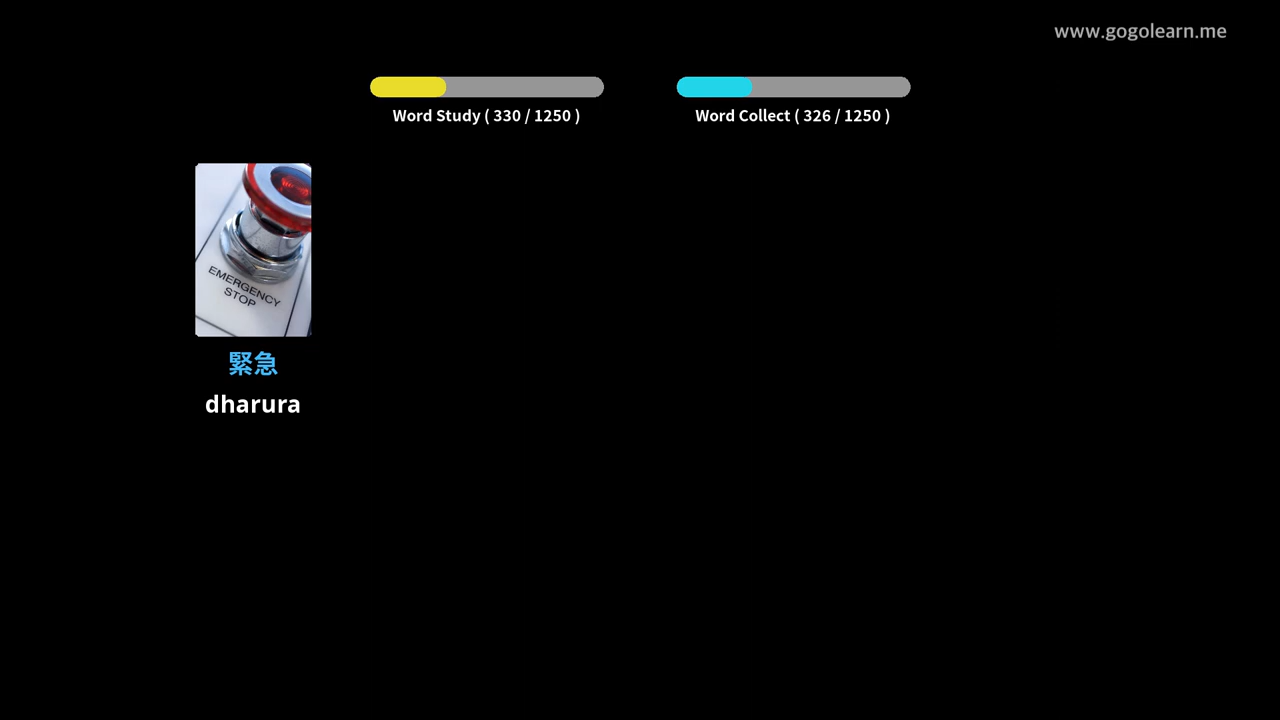 www.gogolearn.me
Word Study ( 330 / 1250 )
Word Collect ( 326 / 1250 )
EMERGENCY
STOP
緊急
dharura